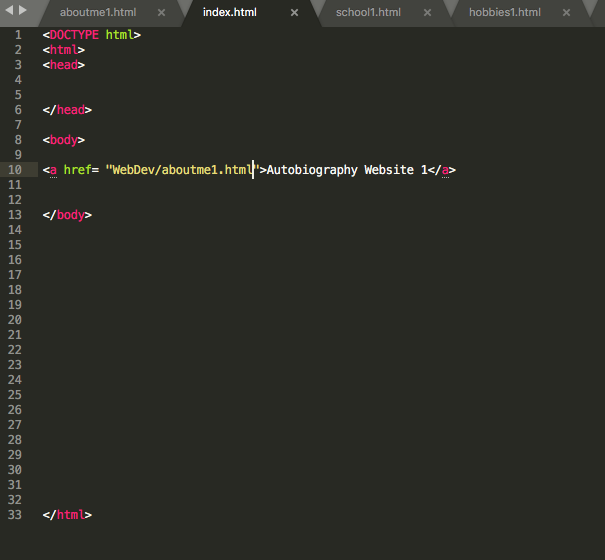 aboutme1.html × index.html × school1.html × hobbies1.html ×
1 <DOCTYPE html>
2 <html>
3 <head>
4
5
6 </head>
7
8 <body>
9
10 <a href= "WebDev/aboutme1.html">Autobiography Website 1</a>
11
12
13 </body>
14
15
16
17
18
19
20
21
22
23
24
25
26
27
28
29
30
31
32
33 </html>